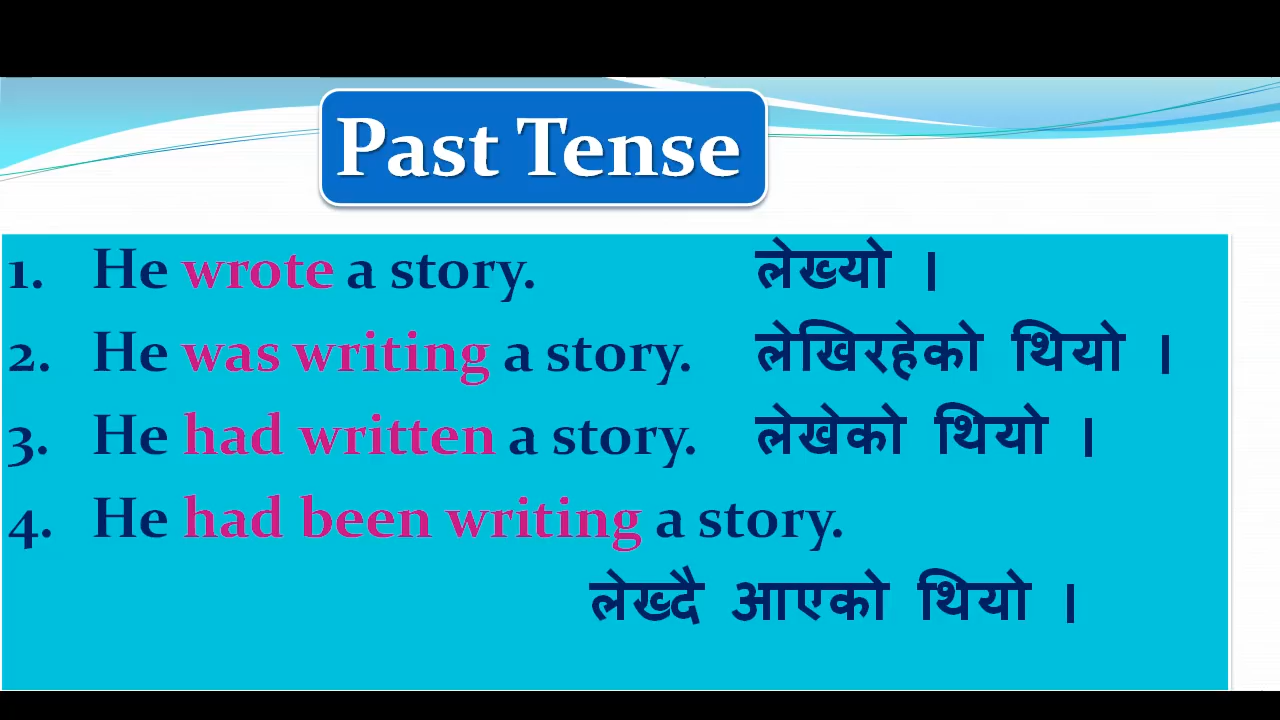 Past Tense
1. He wrote a story. लेख्यो ।
2. He was writing a story. लेखिरहेको थियो ।
3. He had written a story. लेखेको थियो ।
4. He had been writing a story.
लेख्दै आएको थियो ।